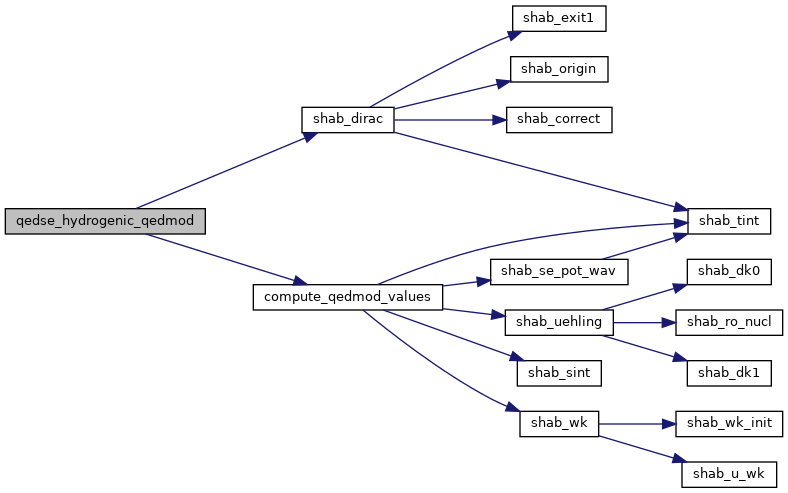 shab_exit1
shab_origin
shab_dirac
shab_correct
qedse_hydrogenic_qedmod
shab_tint
shab_se_pot_wav
shab_dk0
compute_qedmod_values
shab_uehling
shab_ro_nucl
shab_sint
shab_dk1
shab_wk
shab_wk_init
shab_u_wk